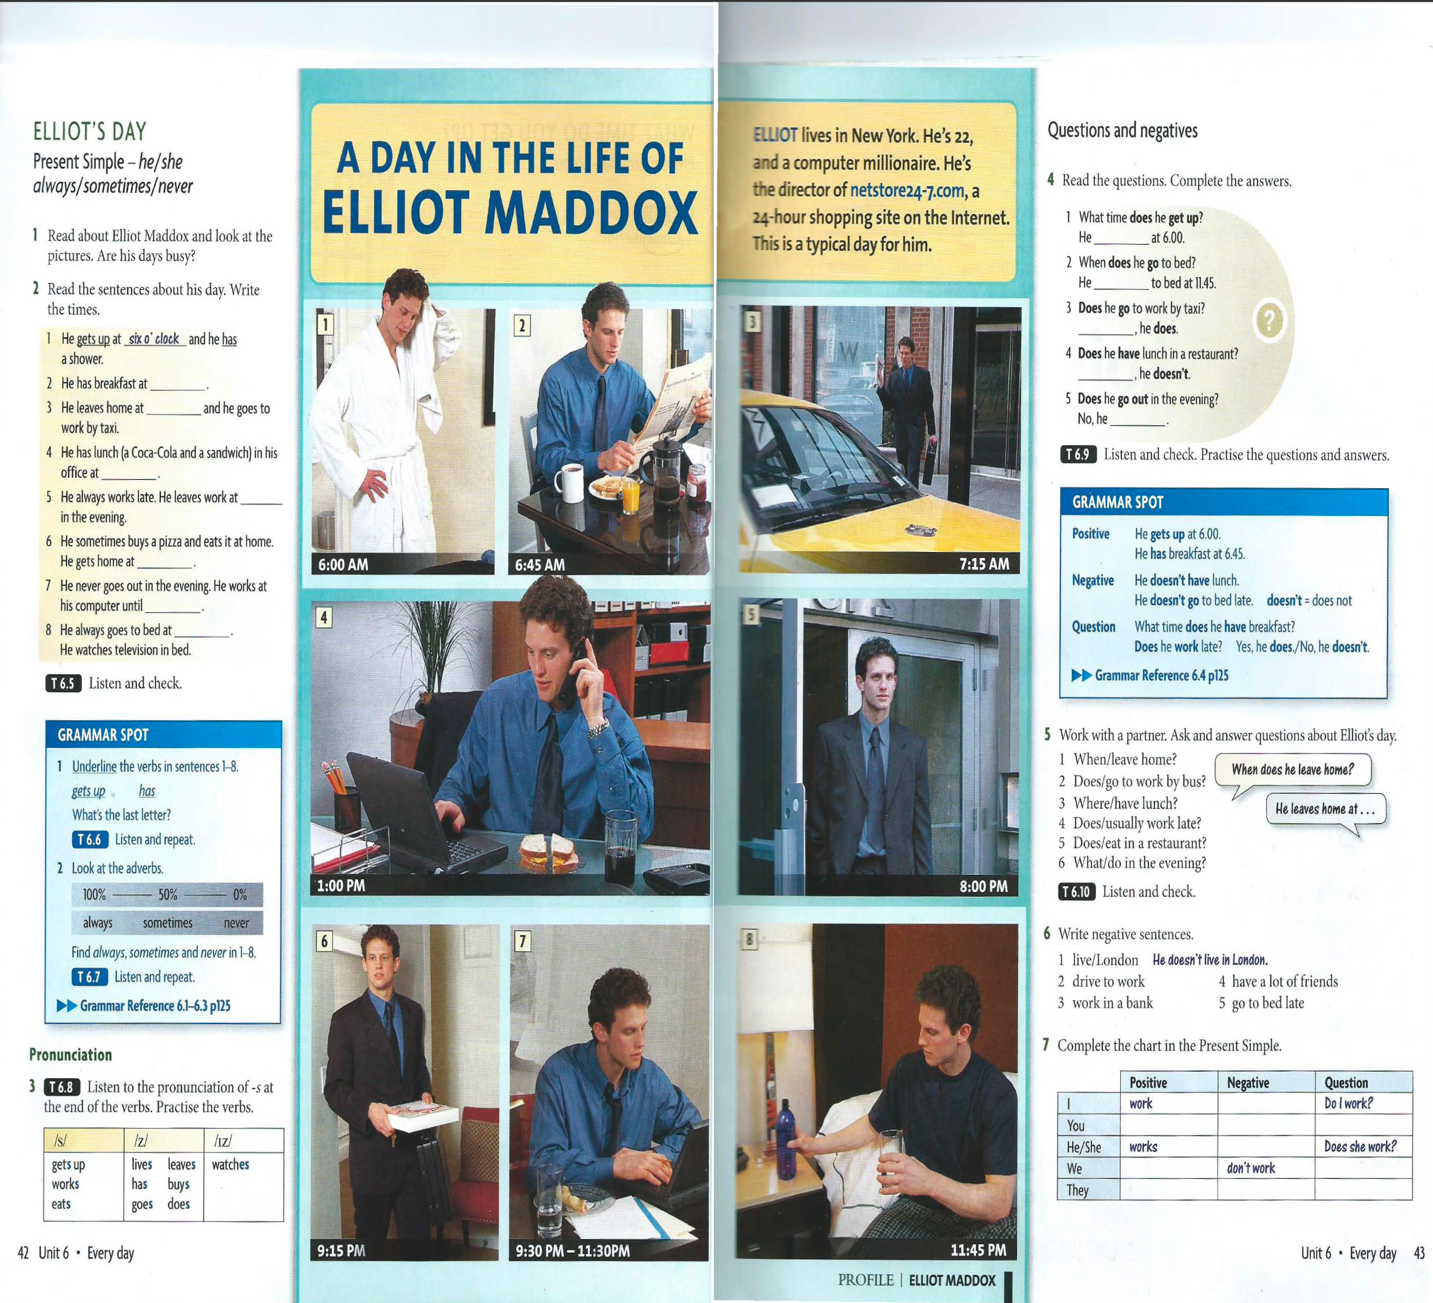 ELLIOT'S DAY
Present Simple – he/she
always/sometimes/never
1 Read about Elliot Maddox and look at the
pictures. Are his days busy?
2 Read the sentences about his day. Write
the times.
1 He gets up at six o'clock and he has
a shower.
2 He has breakfast at ________.
3 He leaves home at ________ and he goes to
work by taxi.
4 He has lunch (a Coca-Cola and a sandwich) in his
office at ________.
5 He always works late. He leaves work at ______
in the evening.
6 He sometimes buys a pizza and eats it at home.
He gets home at ________.
7 He never goes out in the evening. He works at
his computer until ________.
8 He always goes to bed at ________.
He watches television in bed.
T 6.5 Listen and check.
GRAMMAR SPOT
1 Underline the verbs in sentences 1–8.
gets up has
What's the last letter?
T 6.6 Listen and repeat.
2 Look at the adverbs.
100% 50% 0%
always sometimes never
Find always, sometimes and never in 1–8.
T 6.7 Listen and repeat.
Grammar Reference 6.1–6.3 p125
Pronunciation
3 T 6.8 Listen to the pronunciation of -s at
the end of the verbs. Practise the verbs.
/s/ /z/ /ɪz/
gets up lives leaves watches
works has buys
eats goes does
42 Unit 6 • Every day
A DAY IN THE LIFE OF
ELLIOT MADDOX
ELLIOT lives in New York. He's 22,
and a computer millionaire. He's
the director of netstore24-7.com, a
24-hour shopping site on the Internet.
This is a typical day for him.
1
6:00 AM
2
6:45 AM
3
W
7:15 AM
4
1:00 PM
5
8:00 PM
6
9:15 PM
7
9:30 PM – 11:30PM
8
11:45 PM
PROFILE | ELLIOT MADDOX
Questions and negatives
4 Read the questions. Complete the answers.
1 What time does he get up?
He ________ at 6.00.
2 When does he go to bed?
He ________ to bed at 11.45.
3 Does he go to work by taxi?
________, he does.
4 Does he have lunch in a restaurant?
________, he doesn't.
5 Does he go out in the evening?
No, he ________.
?
T 6.9 Listen and check. Practise the questions and answers.
GRAMMAR SPOT
Positive He gets up at 6.00.
He has breakfast at 6.45.
Negative He doesn't have lunch.
He doesn't go to bed late. doesn't = does not
Question What time does he have breakfast?
Does he work late? Yes, he does./No, he doesn't.
Grammar Reference 6.4 p125
5 Work with a partner. Ask and answer questions about Elliot's day.
1 When/leave home?
2 Does/go to work by bus?
3 Where/have lunch?
4 Does/usually work late?
5 Does/eat in a restaurant?
6 What/do in the evening?
When does he leave home?
He leaves home at . . .
T 6.10 Listen and check.
6 Write negative sentences.
1 live/London He doesn't live in London.
2 drive to work 4 have a lot of friends
3 work in a bank 5 go to bed late
7 Complete the chart in the Present Simple.
Positive Negative Question
I work Do I work?
You
He/She works Does she work?
We don't work
They
Unit 6 • Every day 43